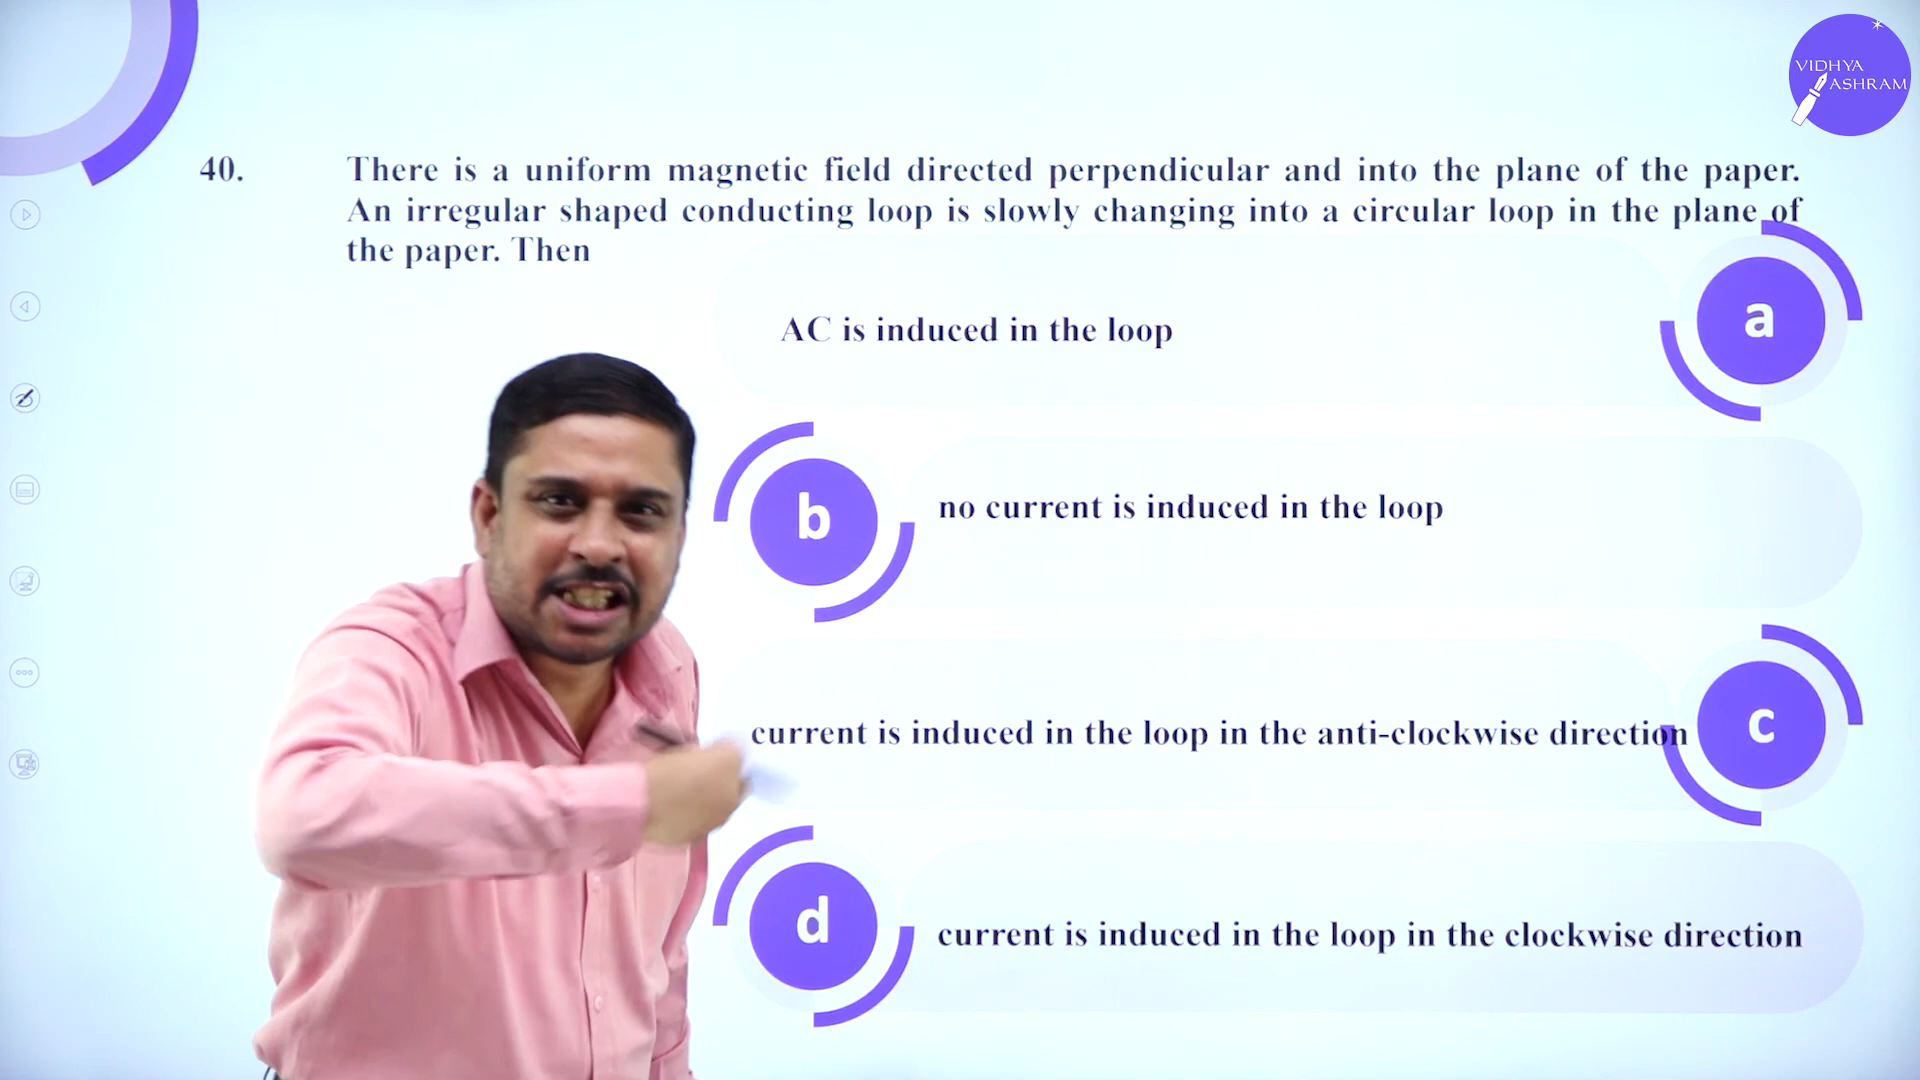 VIDHYA
ASHRAM
40. There is a uniform magnetic field directed perpendicular and into the plane of the paper.
An irregular shaped conducting loop is slowly changing into a circular loop in the plane of
the paper. Then
AC is induced in the loop
a
b
no current is induced in the loop
current is induced in the loop in the anti-clockwise direction
c
d
current is induced in the loop in the clockwise direction